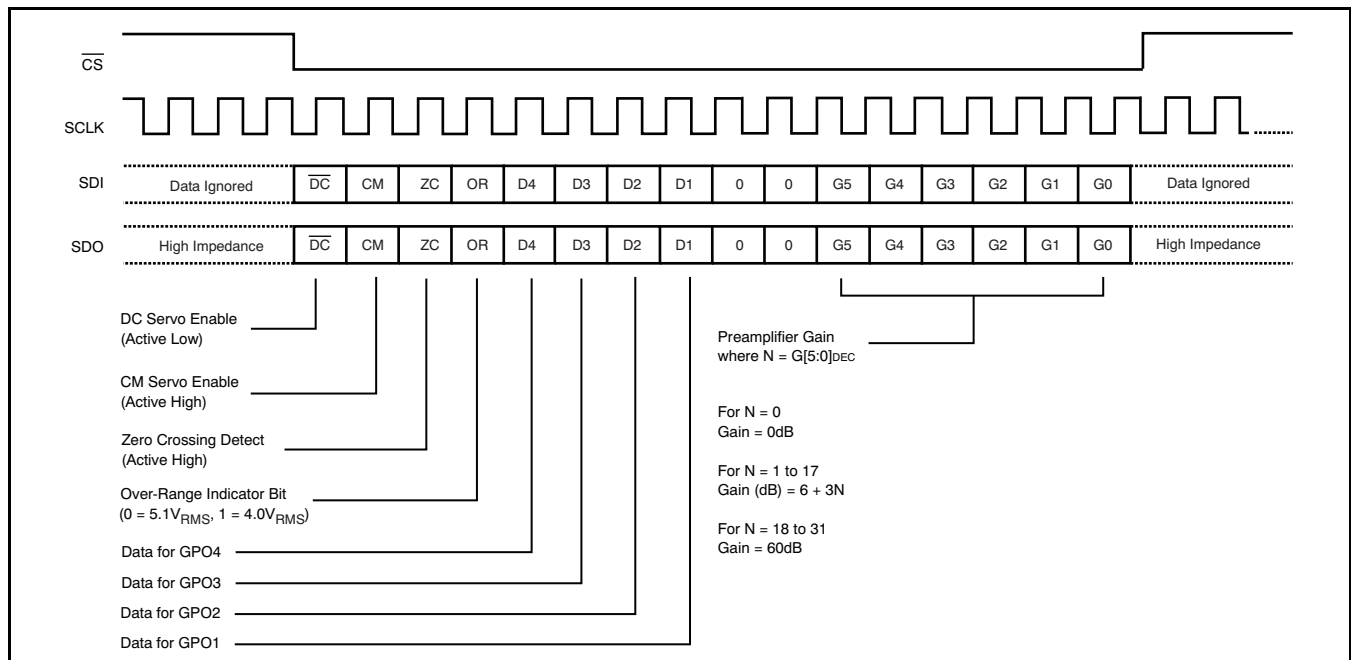 CS
SCLK
SDI Data Ignored DC CM ZC OR D4 D3 D2 D1 0 0 G5 G4 G3 G2 G1 G0 Data Ignored
SDO High Impedance DC CM ZC OR D4 D3 D2 D1 0 0 G5 G4 G3 G2 G1 G0 High Impedance
DC Servo Enable
(Active Low)
CM Servo Enable
(Active High)
Zero Crossing Detect
(Active High)
Over-Range Indicator Bit
(0 = 5.1VRMS, 1 = 4.0VRMS)
Data for GPO4
Data for GPO3
Data for GPO2
Data for GPO1
Preamplifier Gain
where N = G[5:0]DEC
For N = 0
Gain = 0dB
For N = 1 to 17
Gain (dB) = 6 + 3N
For N = 18 to 31
Gain = 60dB